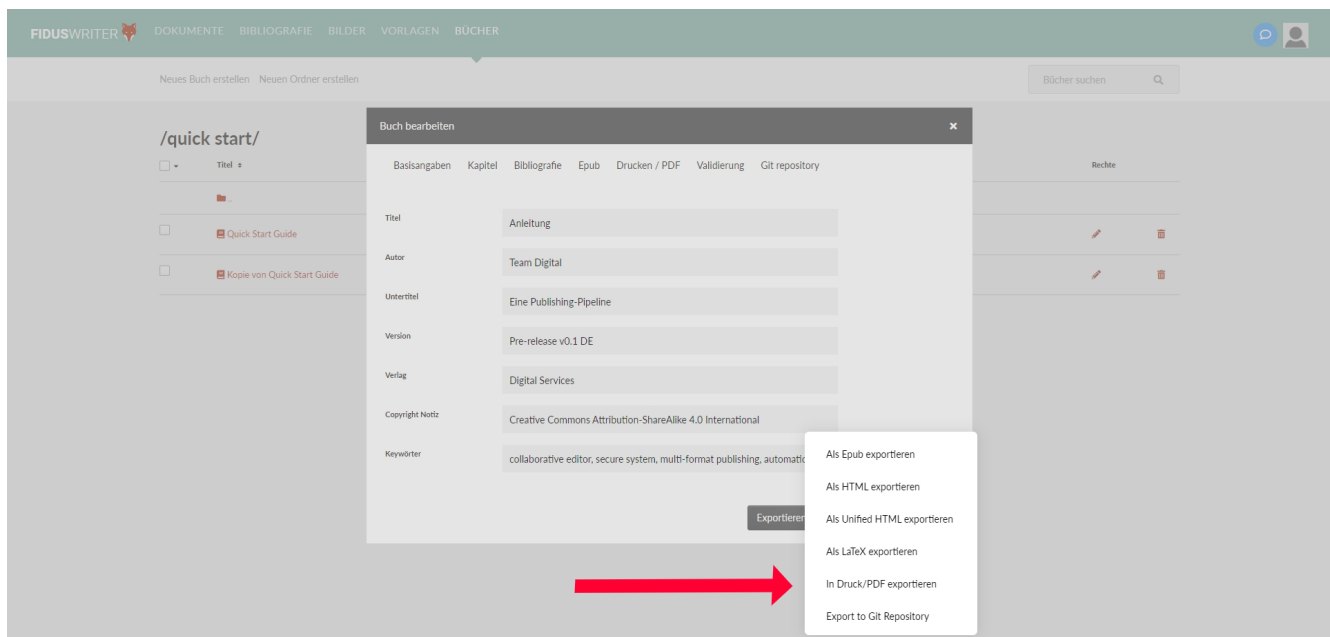 FIDUSWRITER DOKUMENTE BIBLIOGRAFIE BILDER VORLAGEN BÜCHER
Neues Buch erstellen Neuen Ordner erstellen
Bücher suchen
/quick start/
Titel
Rechte
..
Quick Start Guide
Kopie von Quick Start Guide
Buch bearbeiten
Basisangaben Kapitel Bibliografie Epub Drucken / PDF Validierung Git repository
Titel Anleitung
Autor Team Digital
Untertitel Eine Publishing-Pipeline
Version Pre-release v0.1 DE
Verlag Digital Services
Copyright Notiz Creative Commons Attribution-ShareAlike 4.0 International
Keywörter collaborative editor, secure system, multi-format publishing, automatic
Exportieren
Als Epub exportieren
Als HTML exportieren
Als Unified HTML exportieren
Als LaTeX exportieren
In Druck/PDF exportieren
Export to Git Repository